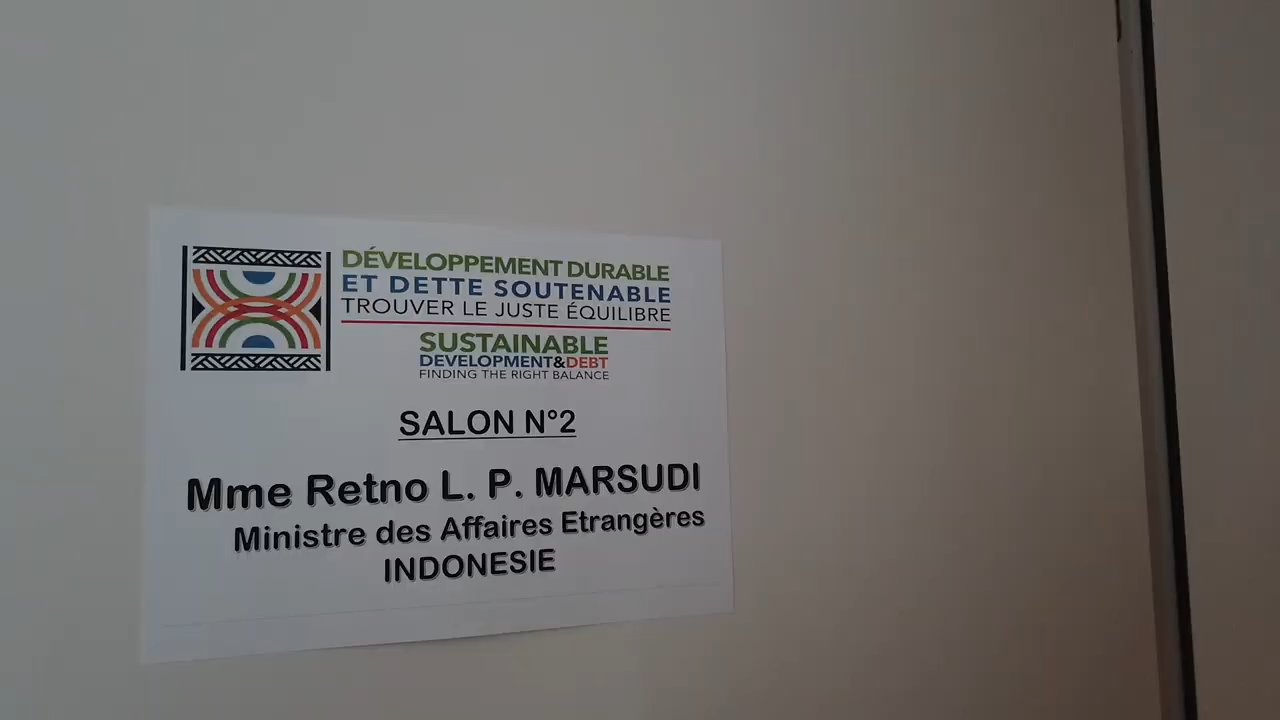 DÉVELOPPEMENT DURABLE
ET DETTE SOUTENABLE
TROUVER LE JUSTE ÉQUILIBRE
SUSTAINABLE
DEVELOPMENT&DEBT
FINDING THE RIGHT BALANCE
SALON N°2
Mme Retno L. P. MARSUDI
Ministre des Affaires Etrangères
INDONESIE